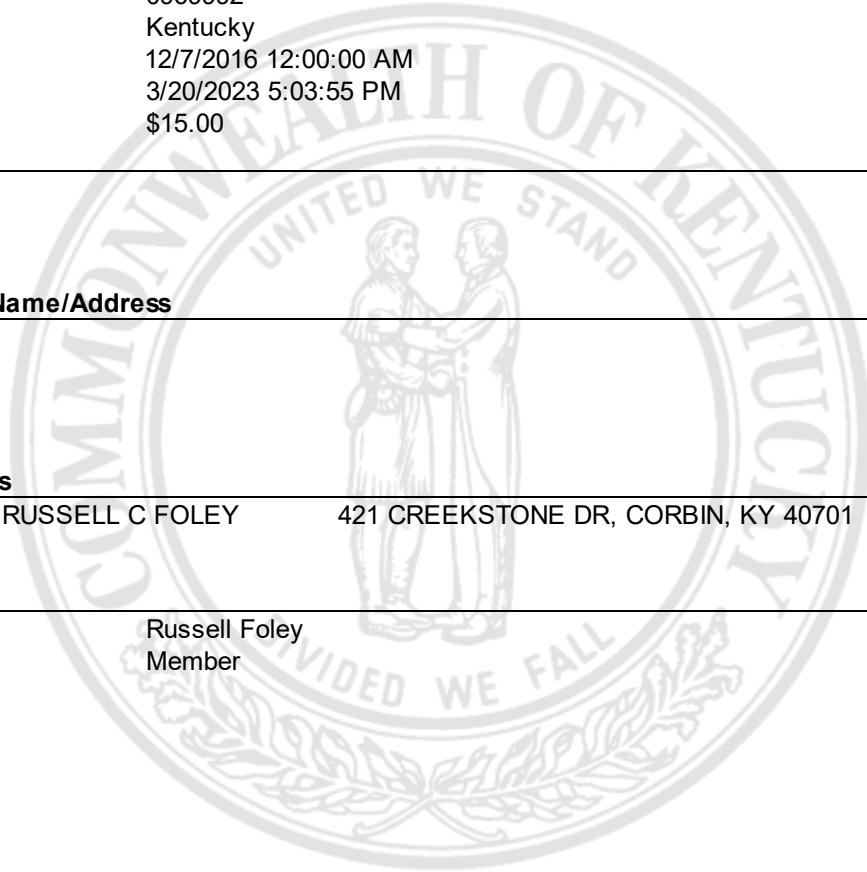 Kentucky
12/7/2016 12:00:00 AM
3/20/2023 5:03:55 PM
$15.00
COMMONWEALTH OF KENTUCKY
UNITED WE STAND
Name/Address
s
RUSSELL C FOLEY 421 CREEKSTONE DR, CORBIN, KY 40701
Russell Foley
Member
DIVIDED WE FALL